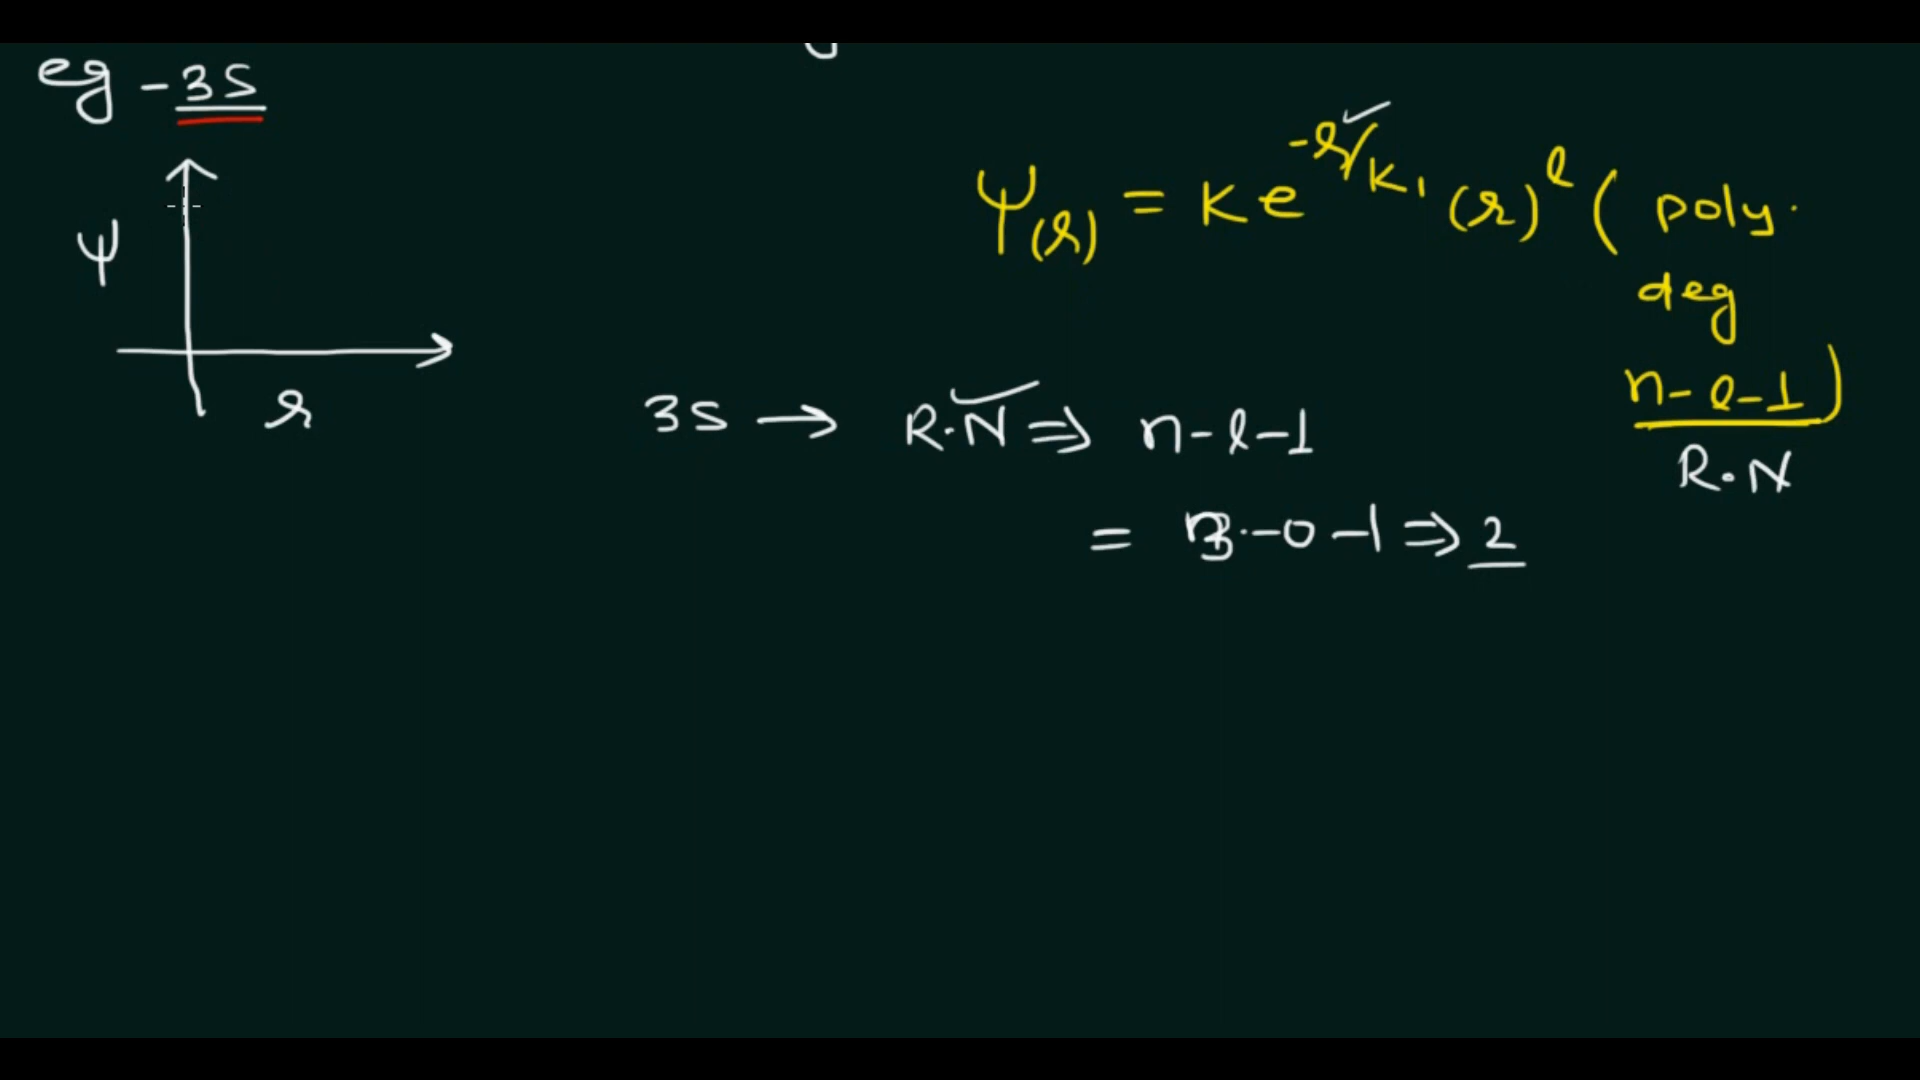 eg - 3s
ψ(r) = k e^-r/k1 (r)^l ( poly.
deg
n-l-1)
R.N
ψ
r
3s → R.N ⇒ n-l-1
= 3-0-1 ⇒ 2